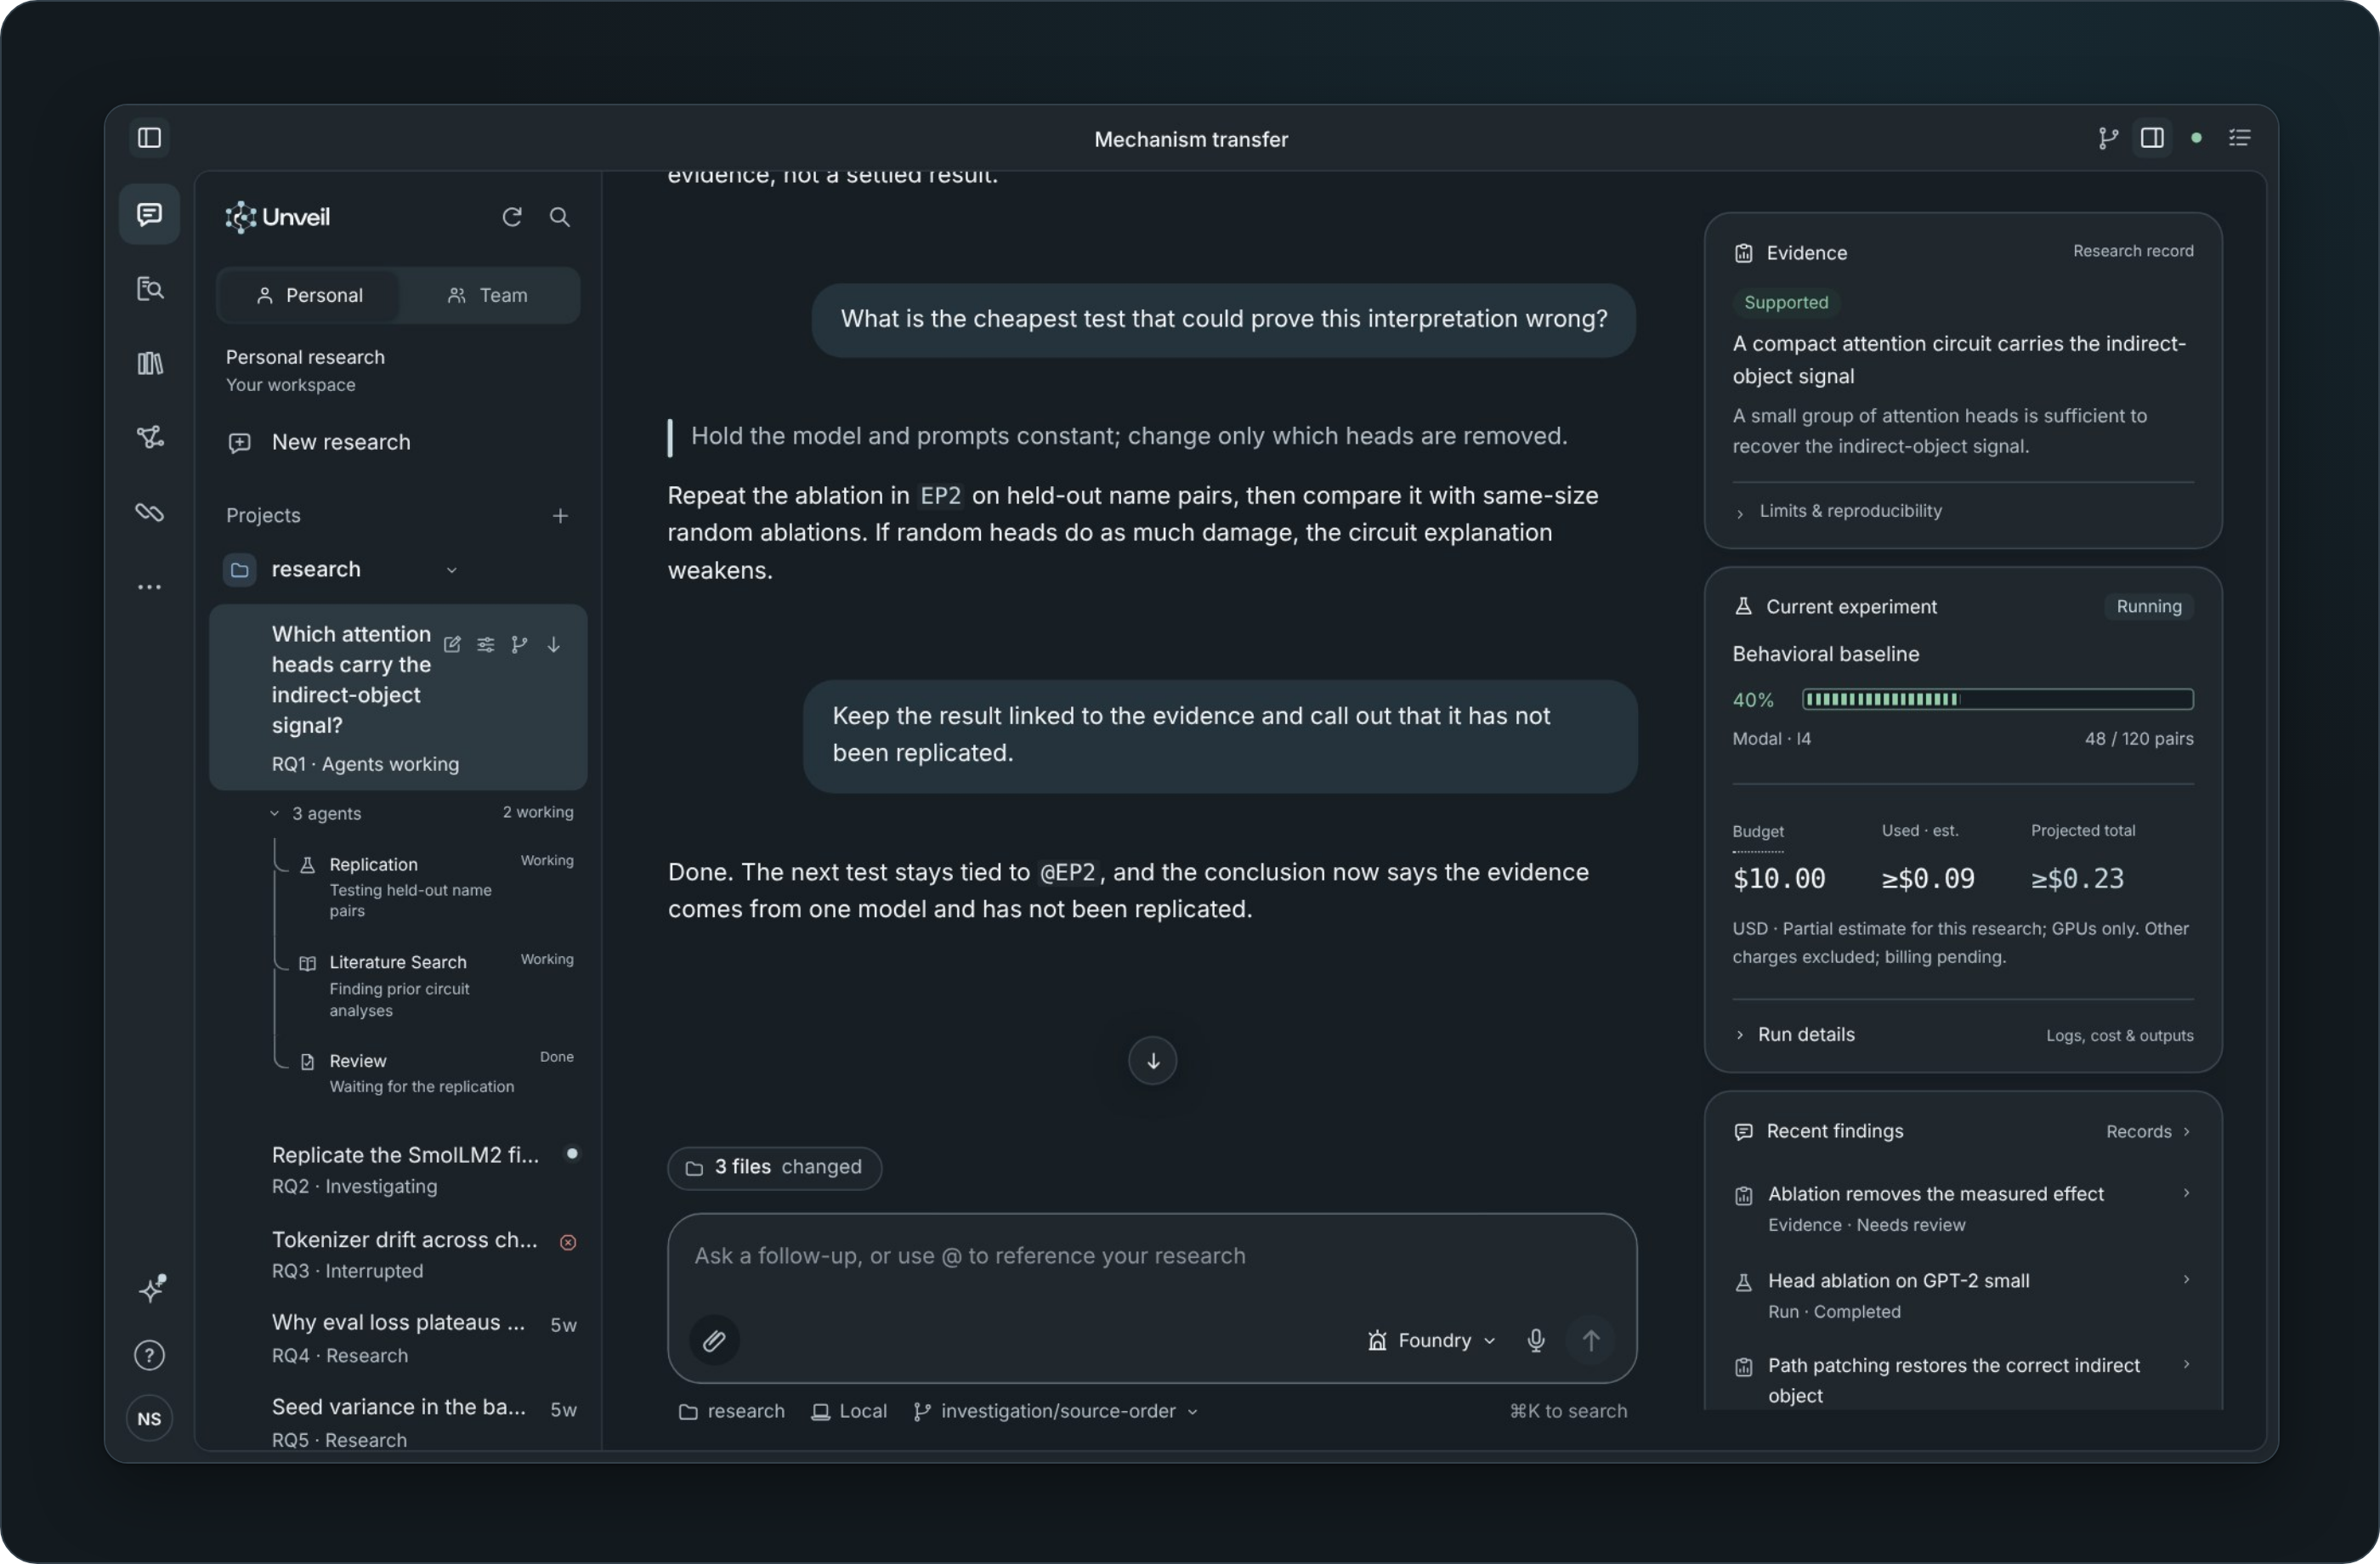 Mechanism transfer
Unveil
Personal
Team
Personal research
Your workspace
New research
Projects
research
Which attention
heads carry the
indirect-object
signal?
RQ1 · Agents working
3 agents
2 working
Replication
Working
Testing held-out name
pairs
Literature Search
Working
Finding prior circuit
analyses
Review
Done
Waiting for the replication
Replicate the SmolLM2 fi...
RQ2 · Investigating
Tokenizer drift across ch...
RQ3 · Interrupted
Why eval loss plateaus ...
5w
RQ4 · Research
Seed variance in the ba...
5w
RQ5 · Research
NS
evidence, not a settled result.
What is the cheapest test that could prove this interpretation wrong?
Hold the model and prompts constant; change only which heads are removed.
Repeat the ablation in EP2 on held-out name pairs, then compare it with same-size
random ablations. If random heads do as much damage, the circuit explanation
weakens.
Keep the result linked to the evidence and call out that it has not
been replicated.
Done. The next test stays tied to @EP2, and the conclusion now says the evidence
comes from one model and has not been replicated.
3 files changed
Ask a follow-up, or use @ to reference your research
Foundry
research
Local
investigation/source-order
⌘K to search
Evidence
Research record
Supported
A compact attention circuit carries the indirect-
object signal
A small group of attention heads is sufficient to
recover the indirect-object signal.
Limits & reproducibility
Current experiment
Running
Behavioral baseline
40%
Modal · l4
48 / 120 pairs
Budget
Used · est.
Projected total
$10.00
≥$0.09
≥$0.23
USD · Partial estimate for this research; GPUs only. Other
charges excluded; billing pending.
Run details
Logs, cost & outputs
Recent findings
Records
Ablation removes the measured effect
Evidence · Needs review
Head ablation on GPT-2 small
Run · Completed
Path patching restores the correct indirect
object